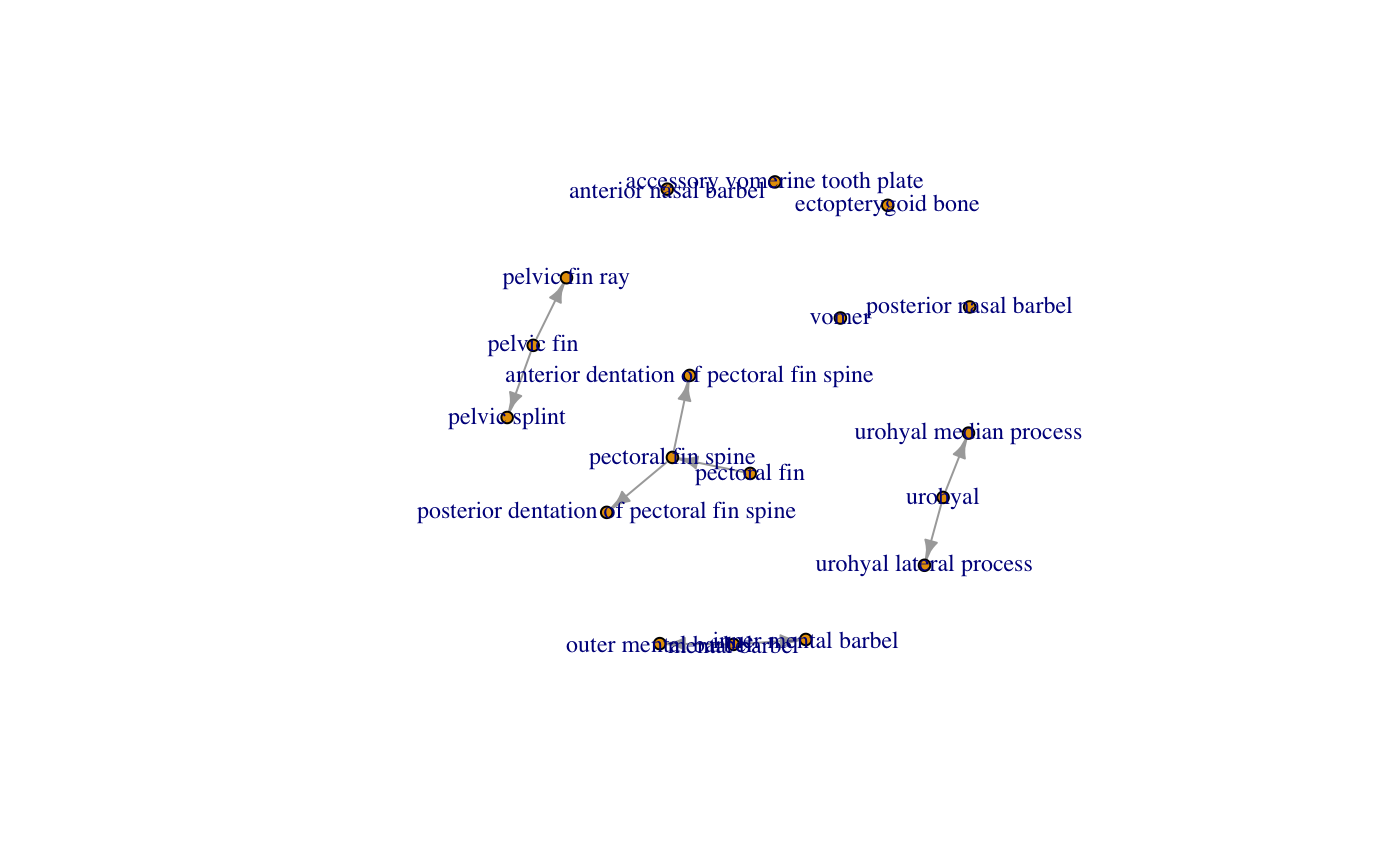 accessory vomerine tooth plate
anterior nasal barbel
ectopterygoid bone
pelvic fin ray
posterior nasal barbel
vomer
pelvic fin
anterior dentation of pectoral fin spine
pelvic splint
urohyal median process
pectoral fin spine
pectoral fin
urohyal
posterior dentation of pectoral fin spine
urohyal lateral process
inner mental barbel
outer mental barbel
mental barbel